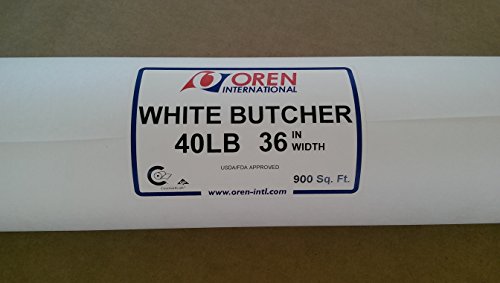 OREN
INTERNATIONAL
WHITE BUTCHER
40LB 36 IN WIDTH
USDA/FDA APPROVED
900 Sq. Ft.
www.oren-intl.com